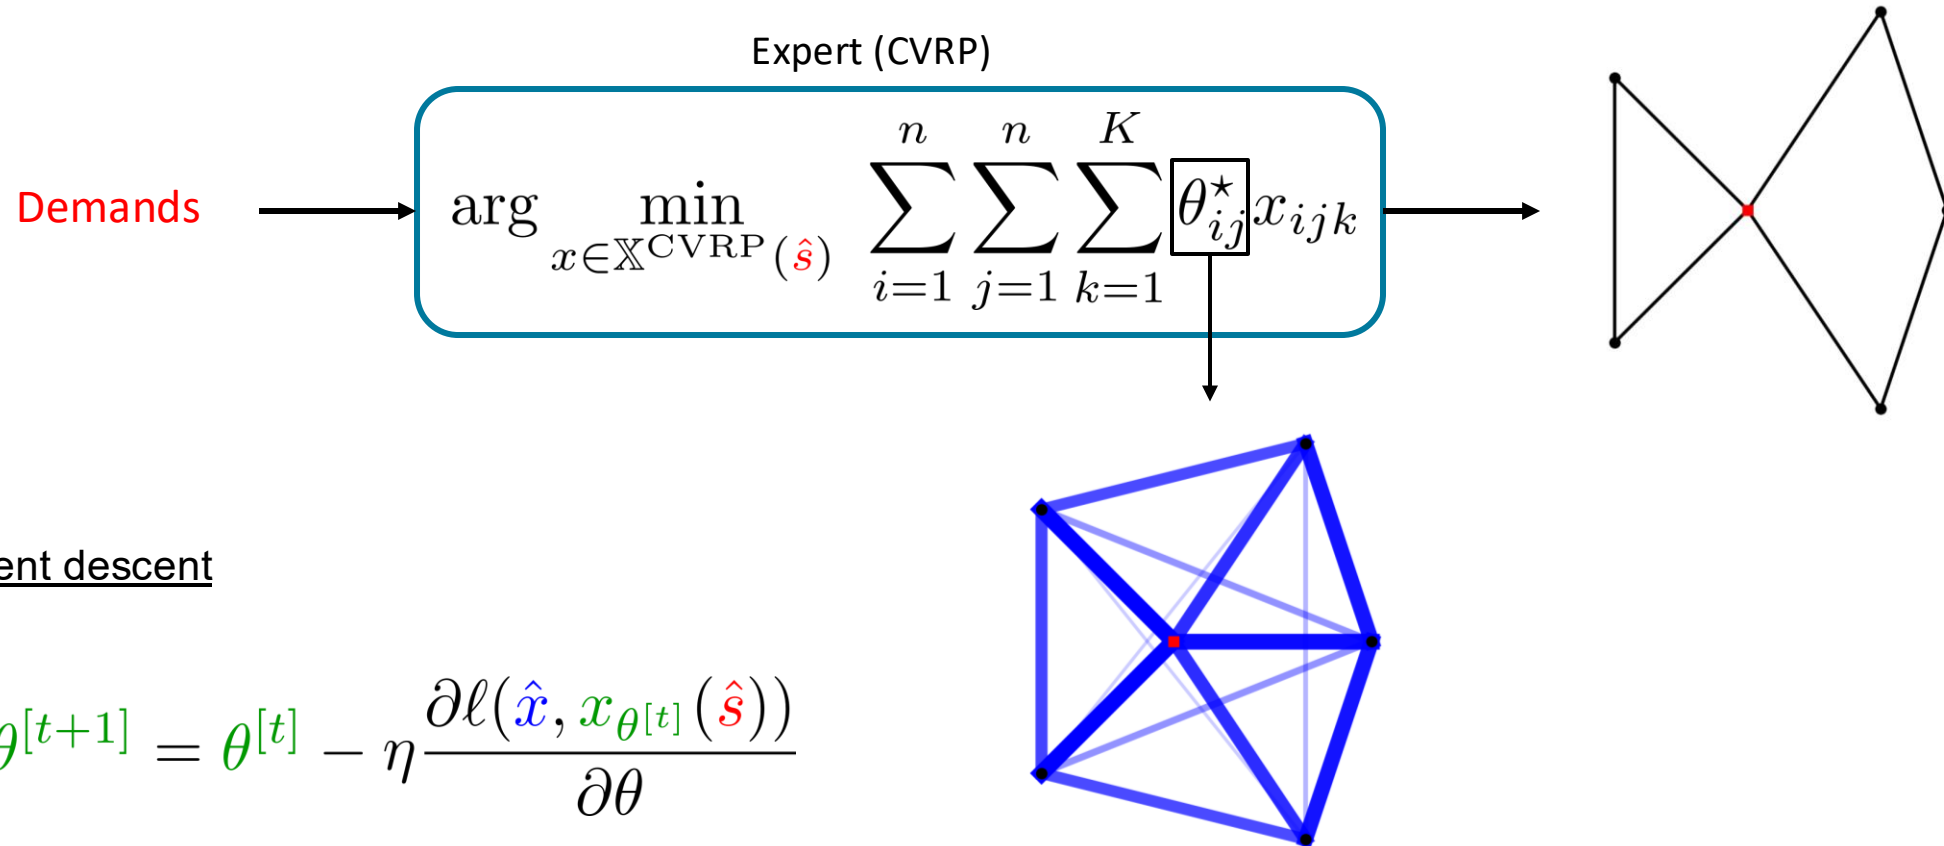 Expert (CVRP)
Demands
arg min_{x∈𝕏^{CVRP}(ŝ)} ∑_{i=1}^{n} ∑_{j=1}^{n} ∑_{k=1}^{K} θ^⋆_{ij} x_{ijk}
ent descent
θ^{[t+1]} = θ^{[t]} − η ∂ℓ(x̂, x_{θ^{[t]}}(ŝ)) / ∂θ